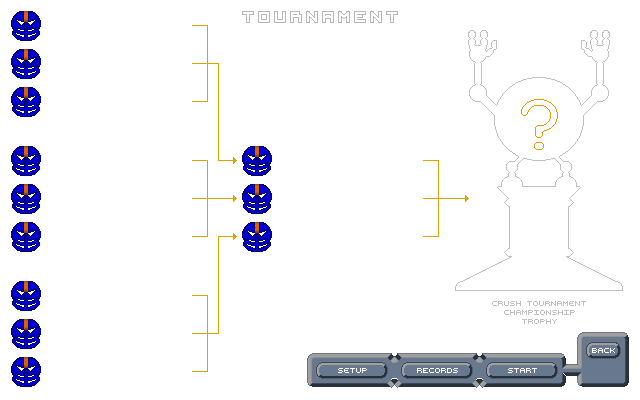 TOURNAMENT
?
CRUSH TOURNAMENT
CHAMPIONSHIP
TROPHY
BACK
SETUP
RECORDS
START